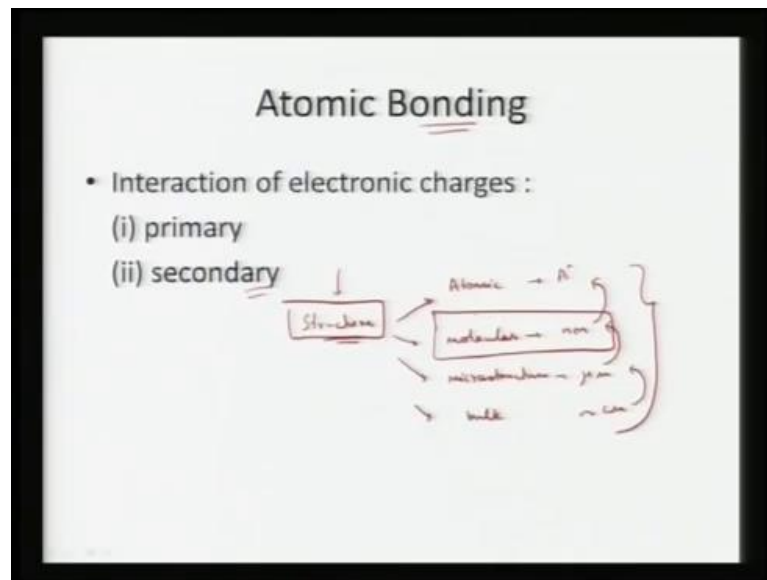 Atomic Bonding
• Interaction of electronic charges :
(i) primary
(ii) secondary
Atomic → A°
Structure
molecular → nm
microstructure → μm
bulk ~ cm